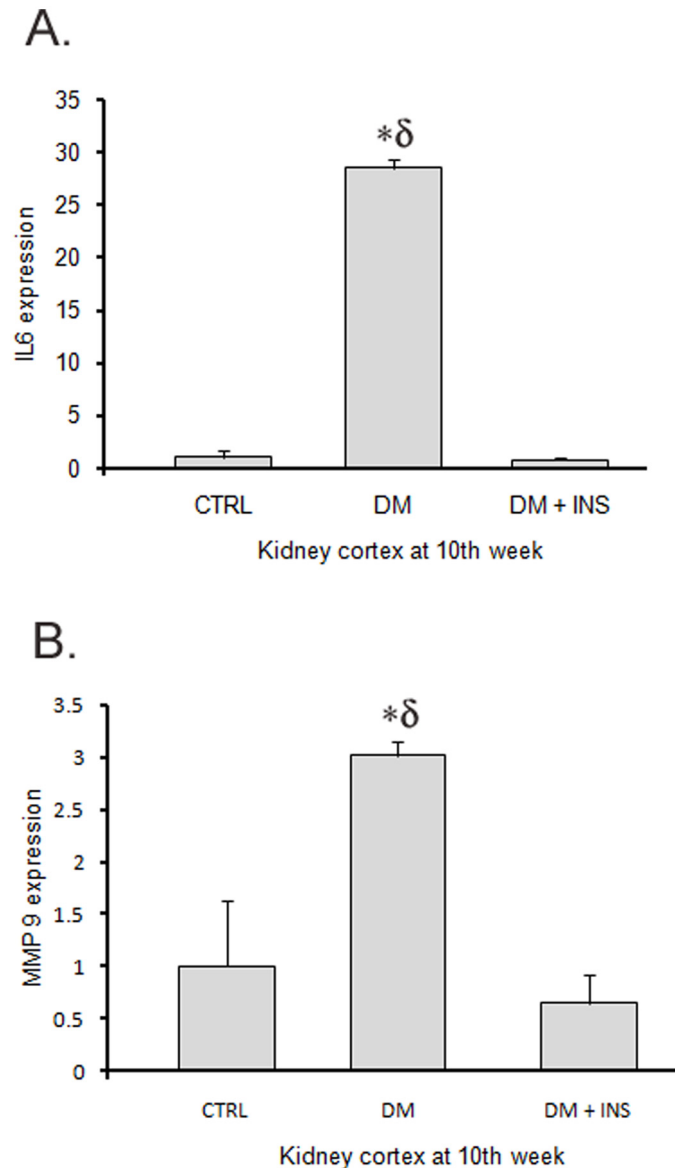 A.
IL6 expression
35
30
25
20
15
10
5
0
*δ
CTRL DM DM + INS
Kidney cortex at 10th week
B.
MMP 9 expression
3.5
3
2.5
2
1.5
1
0.5
0
*δ
CTRL DM DM + INS
Kidney cortex at 10th week